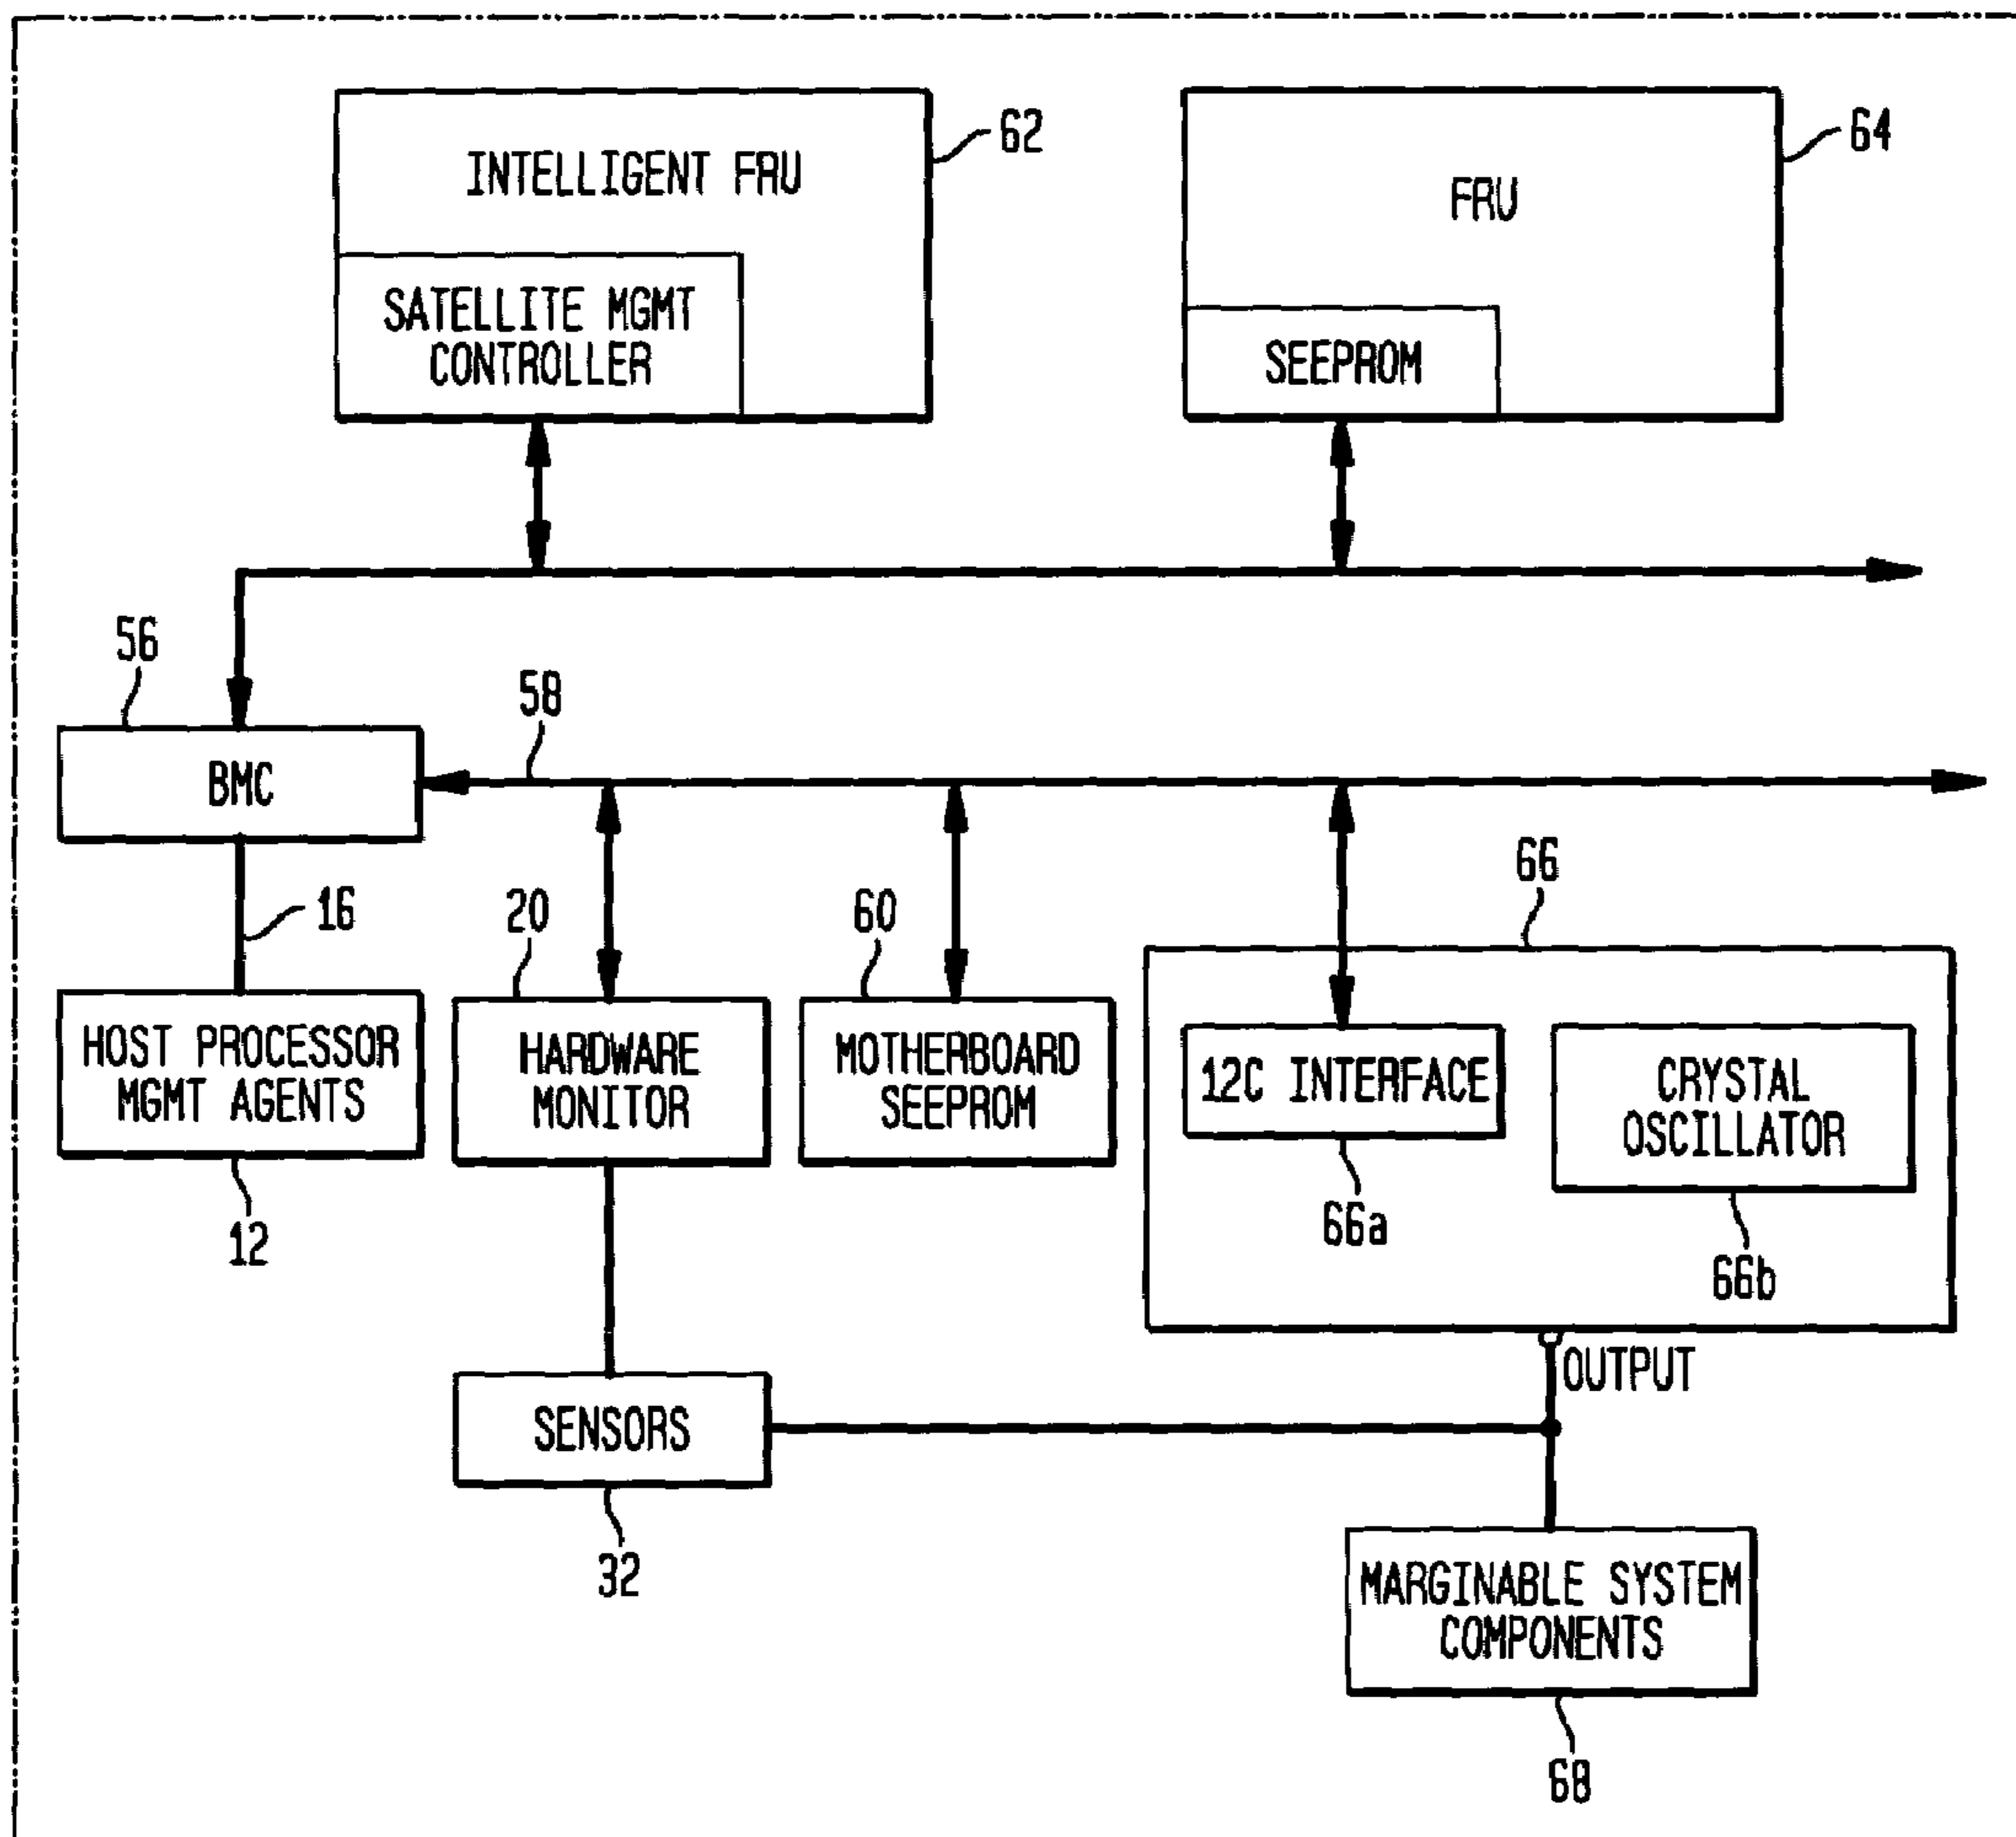 INTELLIGENT FRU
62
SATELLITE MGMT
CONTROLLER
FRU
64
SEEPROM
56
BMC
58
16
20
60
66
HOST PROCESSOR
MGMT AGENTS
12
HARDWARE
MONITOR
MOTHERBOARD
SEEPROM
12C INTERFACE
66a
CRYSTAL
OSCILLATOR
66b
OUTPUT
SENSORS
32
MARGINABLE SYSTEM
COMPONENTS
68